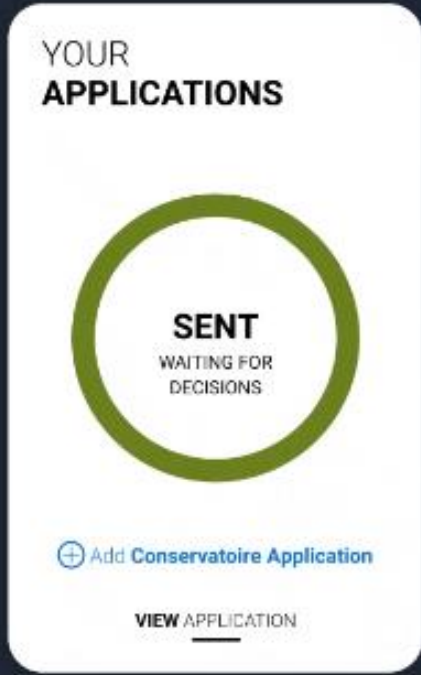 YOUR
APPLICATIONS
SENT
WAITING FOR
DECISIONS
Add Conservatoire Application
VIEW APPLICATION